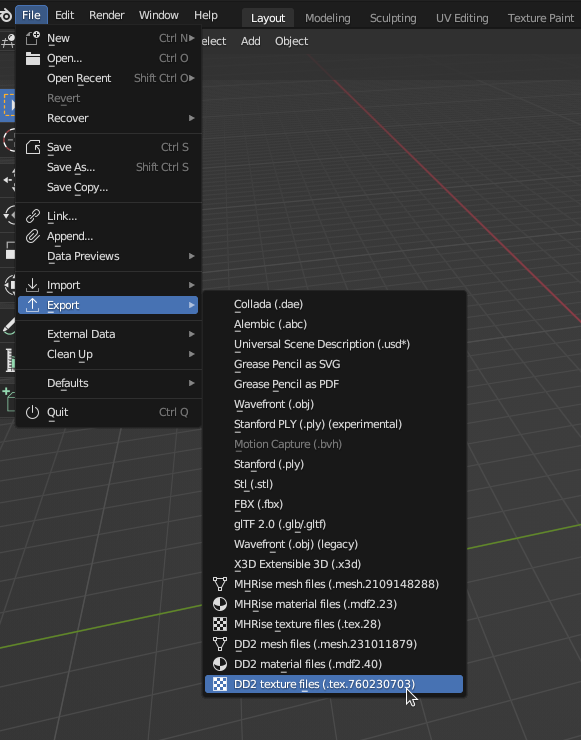 File Edit Render Window Help Layout Modeling Sculpting UV Editing Texture Paint
elect Add Object
New Ctrl N
Open... Ctrl O
Open Recent Shift Ctrl O
Revert
Recover
Save Ctrl S
Save As... Shift Ctrl S
Save Copy...
Link...
Append...
Data Previews
Import
Export
External Data
Clean Up
Defaults
Quit Ctrl Q
Collada (.dae)
Alembic (.abc)
Universal Scene Description (.usd*)
Grease Pencil as SVG
Grease Pencil as PDF
Wavefront (.obj)
Stanford PLY (.ply) (experimental)
Motion Capture (.bvh)
Stanford (.ply)
Stl (.stl)
FBX (.fbx)
glTF 2.0 (.glb/.gltf)
Wavefront (.obj) (legacy)
X3D Extensible 3D (.x3d)
MHRise mesh files (.mesh.2109148288)
MHRise material files (.mdf2.23)
MHRise texture files (.tex.28)
DD2 mesh files (.mesh.231011879)
DD2 material files (.mdf2.40)
DD2 texture files (.tex.760230703)